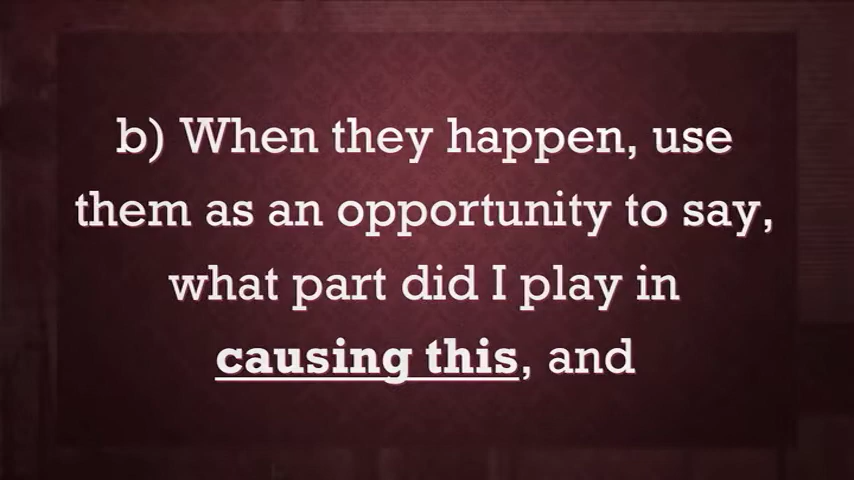 b) When they happen, use
them as an opportunity to say,
what part did I play in
causing this, and